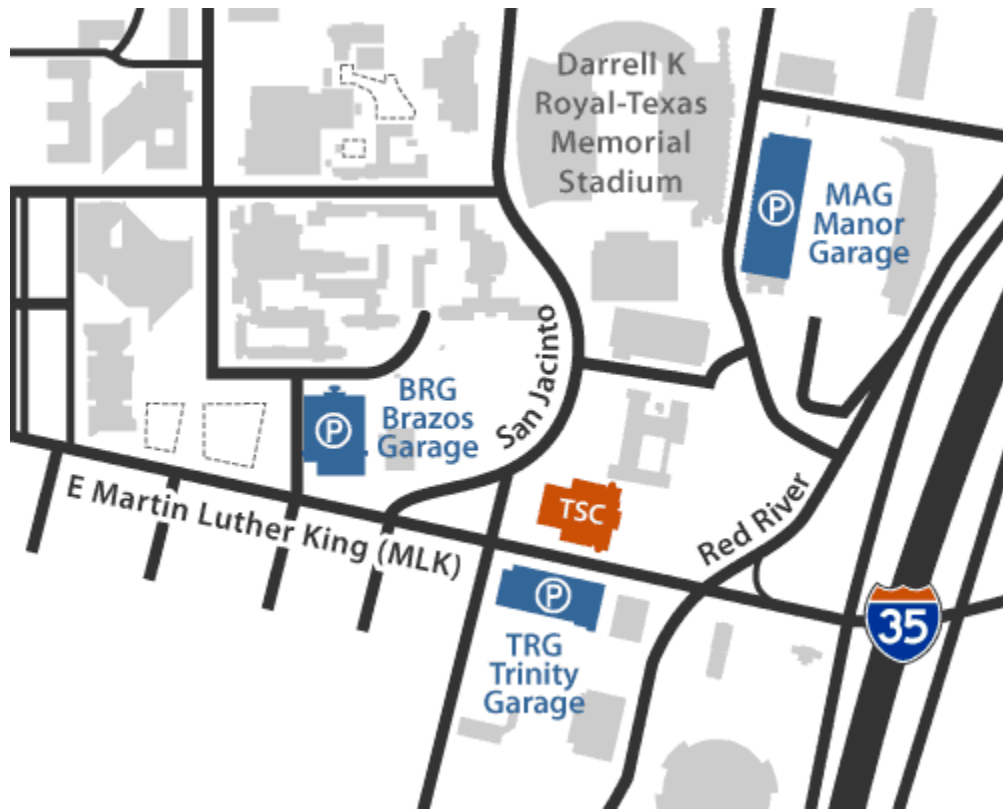 Darrell K
Royal-Texas
Memorial
Stadium
P
MAG
Manor
Garage
San Jacinto
BRG
Brazos
Garage
P
E Martin Luther King (MLK)
TSC
Red River
P
TRG
Trinity
Garage
35